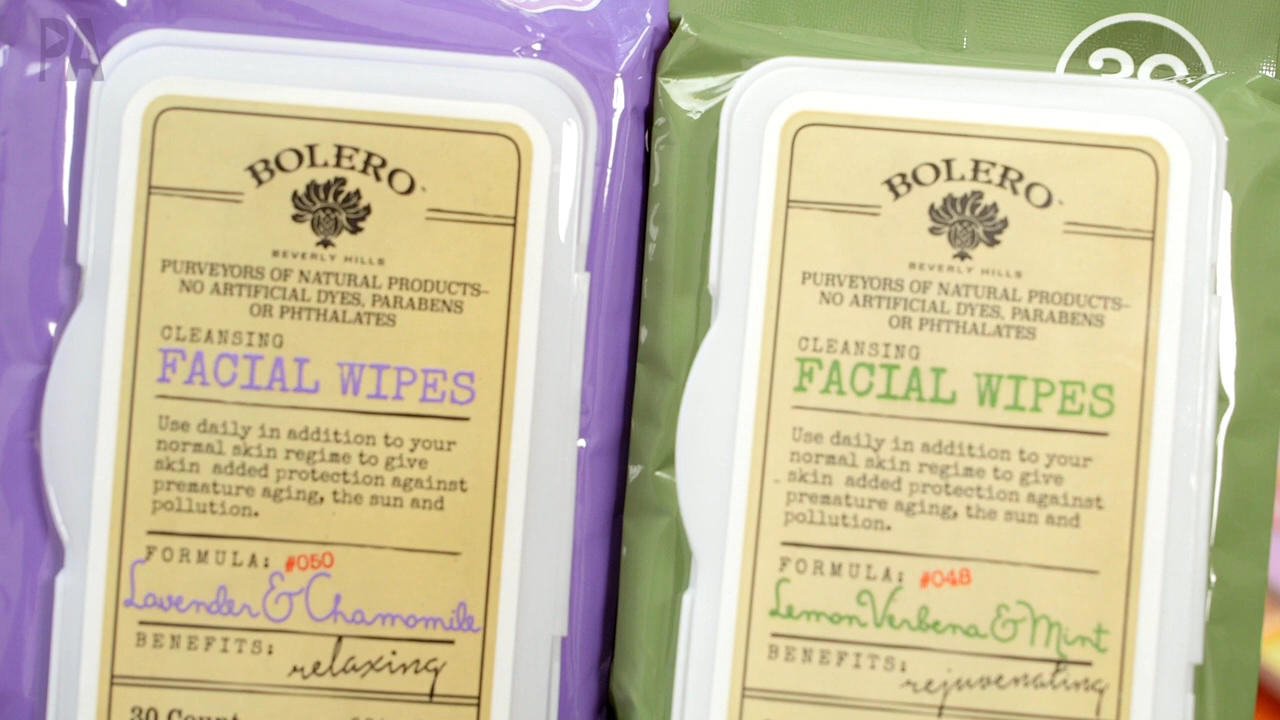 PA
BOLERO
BEVERLY HILLS
PURVEYORS OF NATURAL PRODUCTS–
NO ARTIFICIAL DYES, PARABENS
OR PHTHALATES
CLEANSING
FACIAL WIPES
Use daily in addition to your
normal skin regime to give
skin added protection against
premature aging, the sun and
pollution.
FORMULA: #050
Lavender & Chamomile
BENEFITS: relaxing
30 Count
30
BOLERO
BEVERLY HILLS
PURVEYORS OF NATURAL PRODUCTS–
NO ARTIFICIAL DYES, PARABENS
OR PHTHALATES
CLEANSING
FACIAL WIPES
Use daily in addition to your
normal skin regime to give
skin added protection against
premature aging, the sun and
pollution.
FORMULA: #048
Lemon Verbena & Mint
BENEFITS: rejuvenating